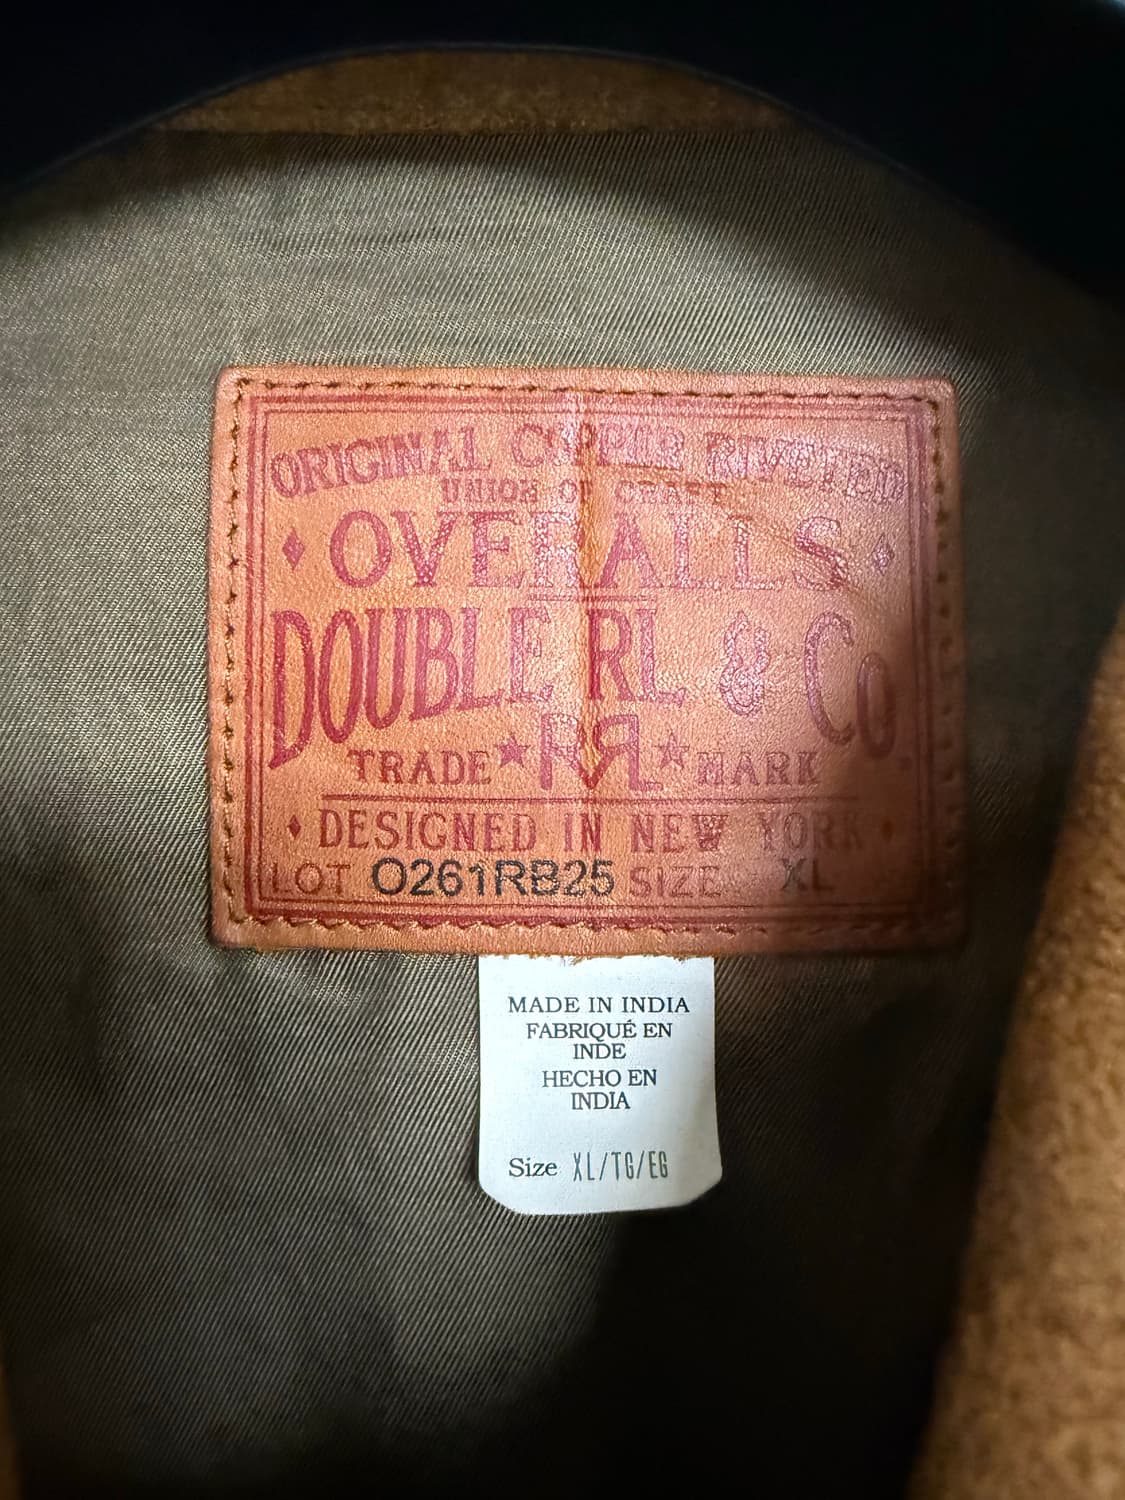 ORIGINAL COPPER RIVETED
UNION OF CRAFT
OVERALLS
DOUBLE RL & CO.
TRADE ★ RRL ★ MARK
DESIGNED IN NEW YORK
LOT O261RB25 SIZE XL
MADE IN INDIA
FABRIQUÉ EN
INDE
HECHO EN
INDIA
Size XL/TG/EG